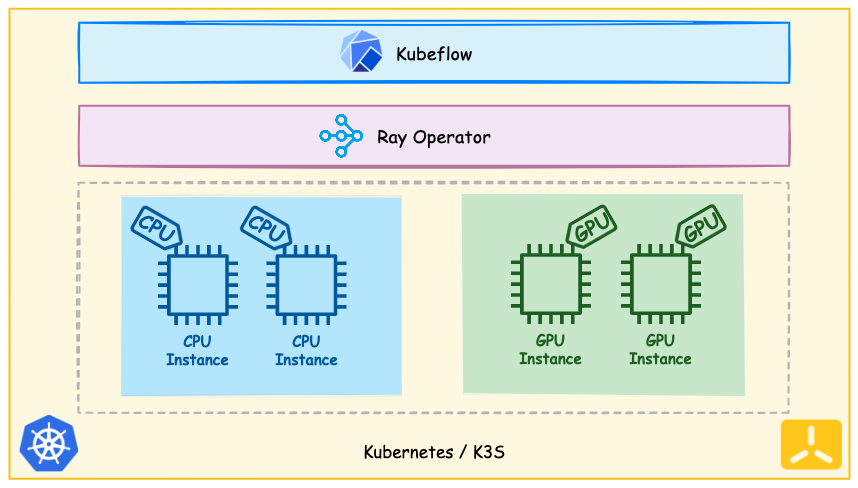 Kubeflow
Ray Operator
CPU
CPU
GPU
GPU
CPU
Instance
CPU
Instance
GPU
Instance
GPU
Instance
Kubernetes / K3S